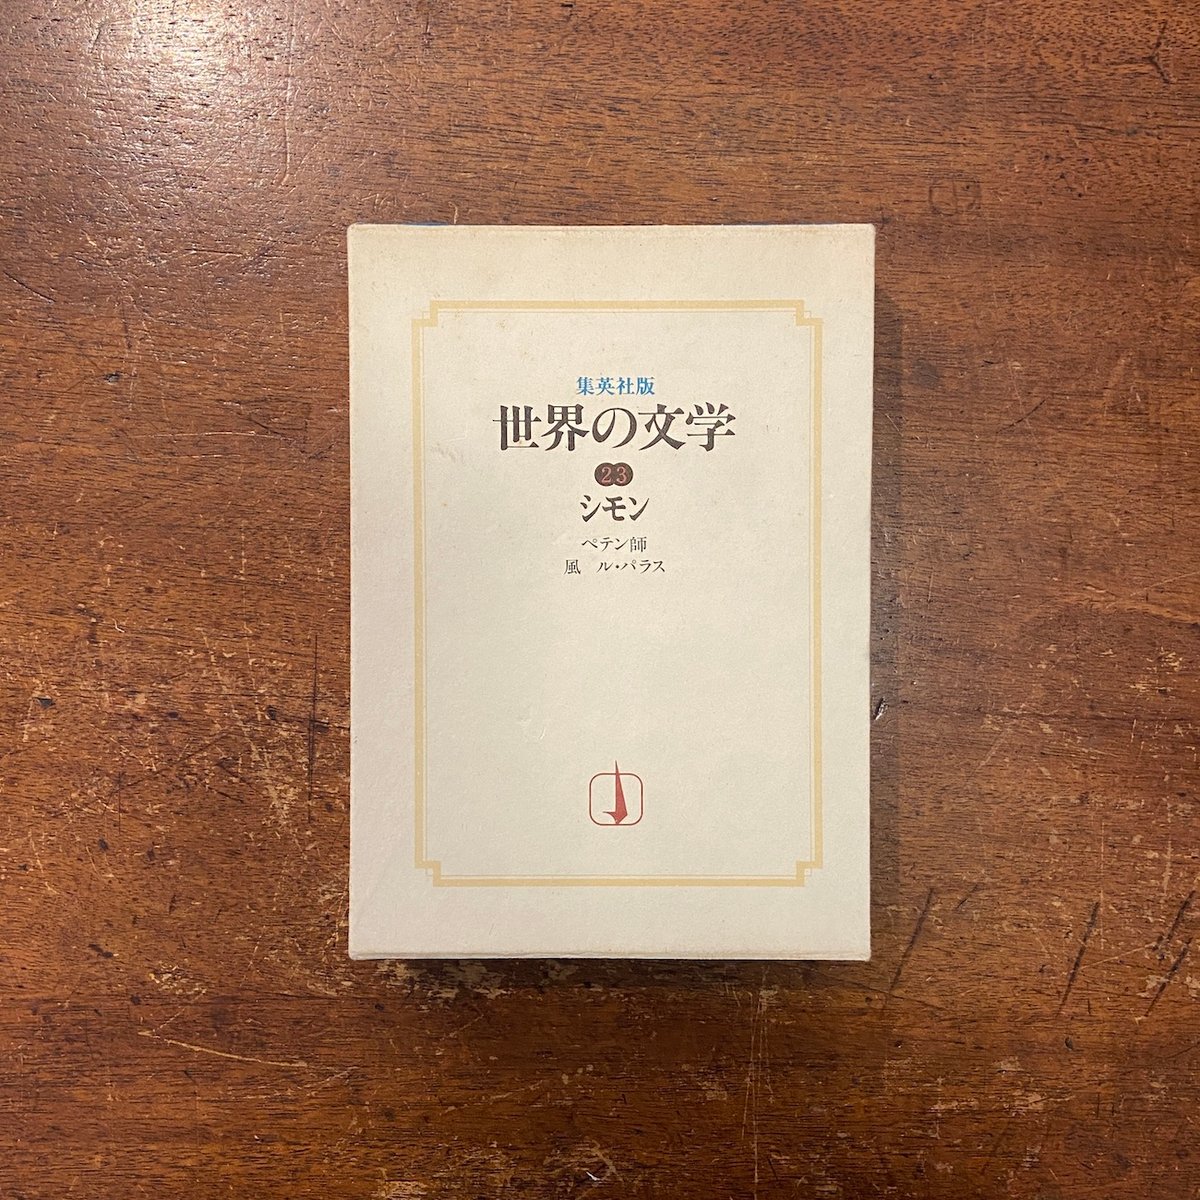 集英社版
世界の文学
23
シモン
ペテン師
風　ル・パラス